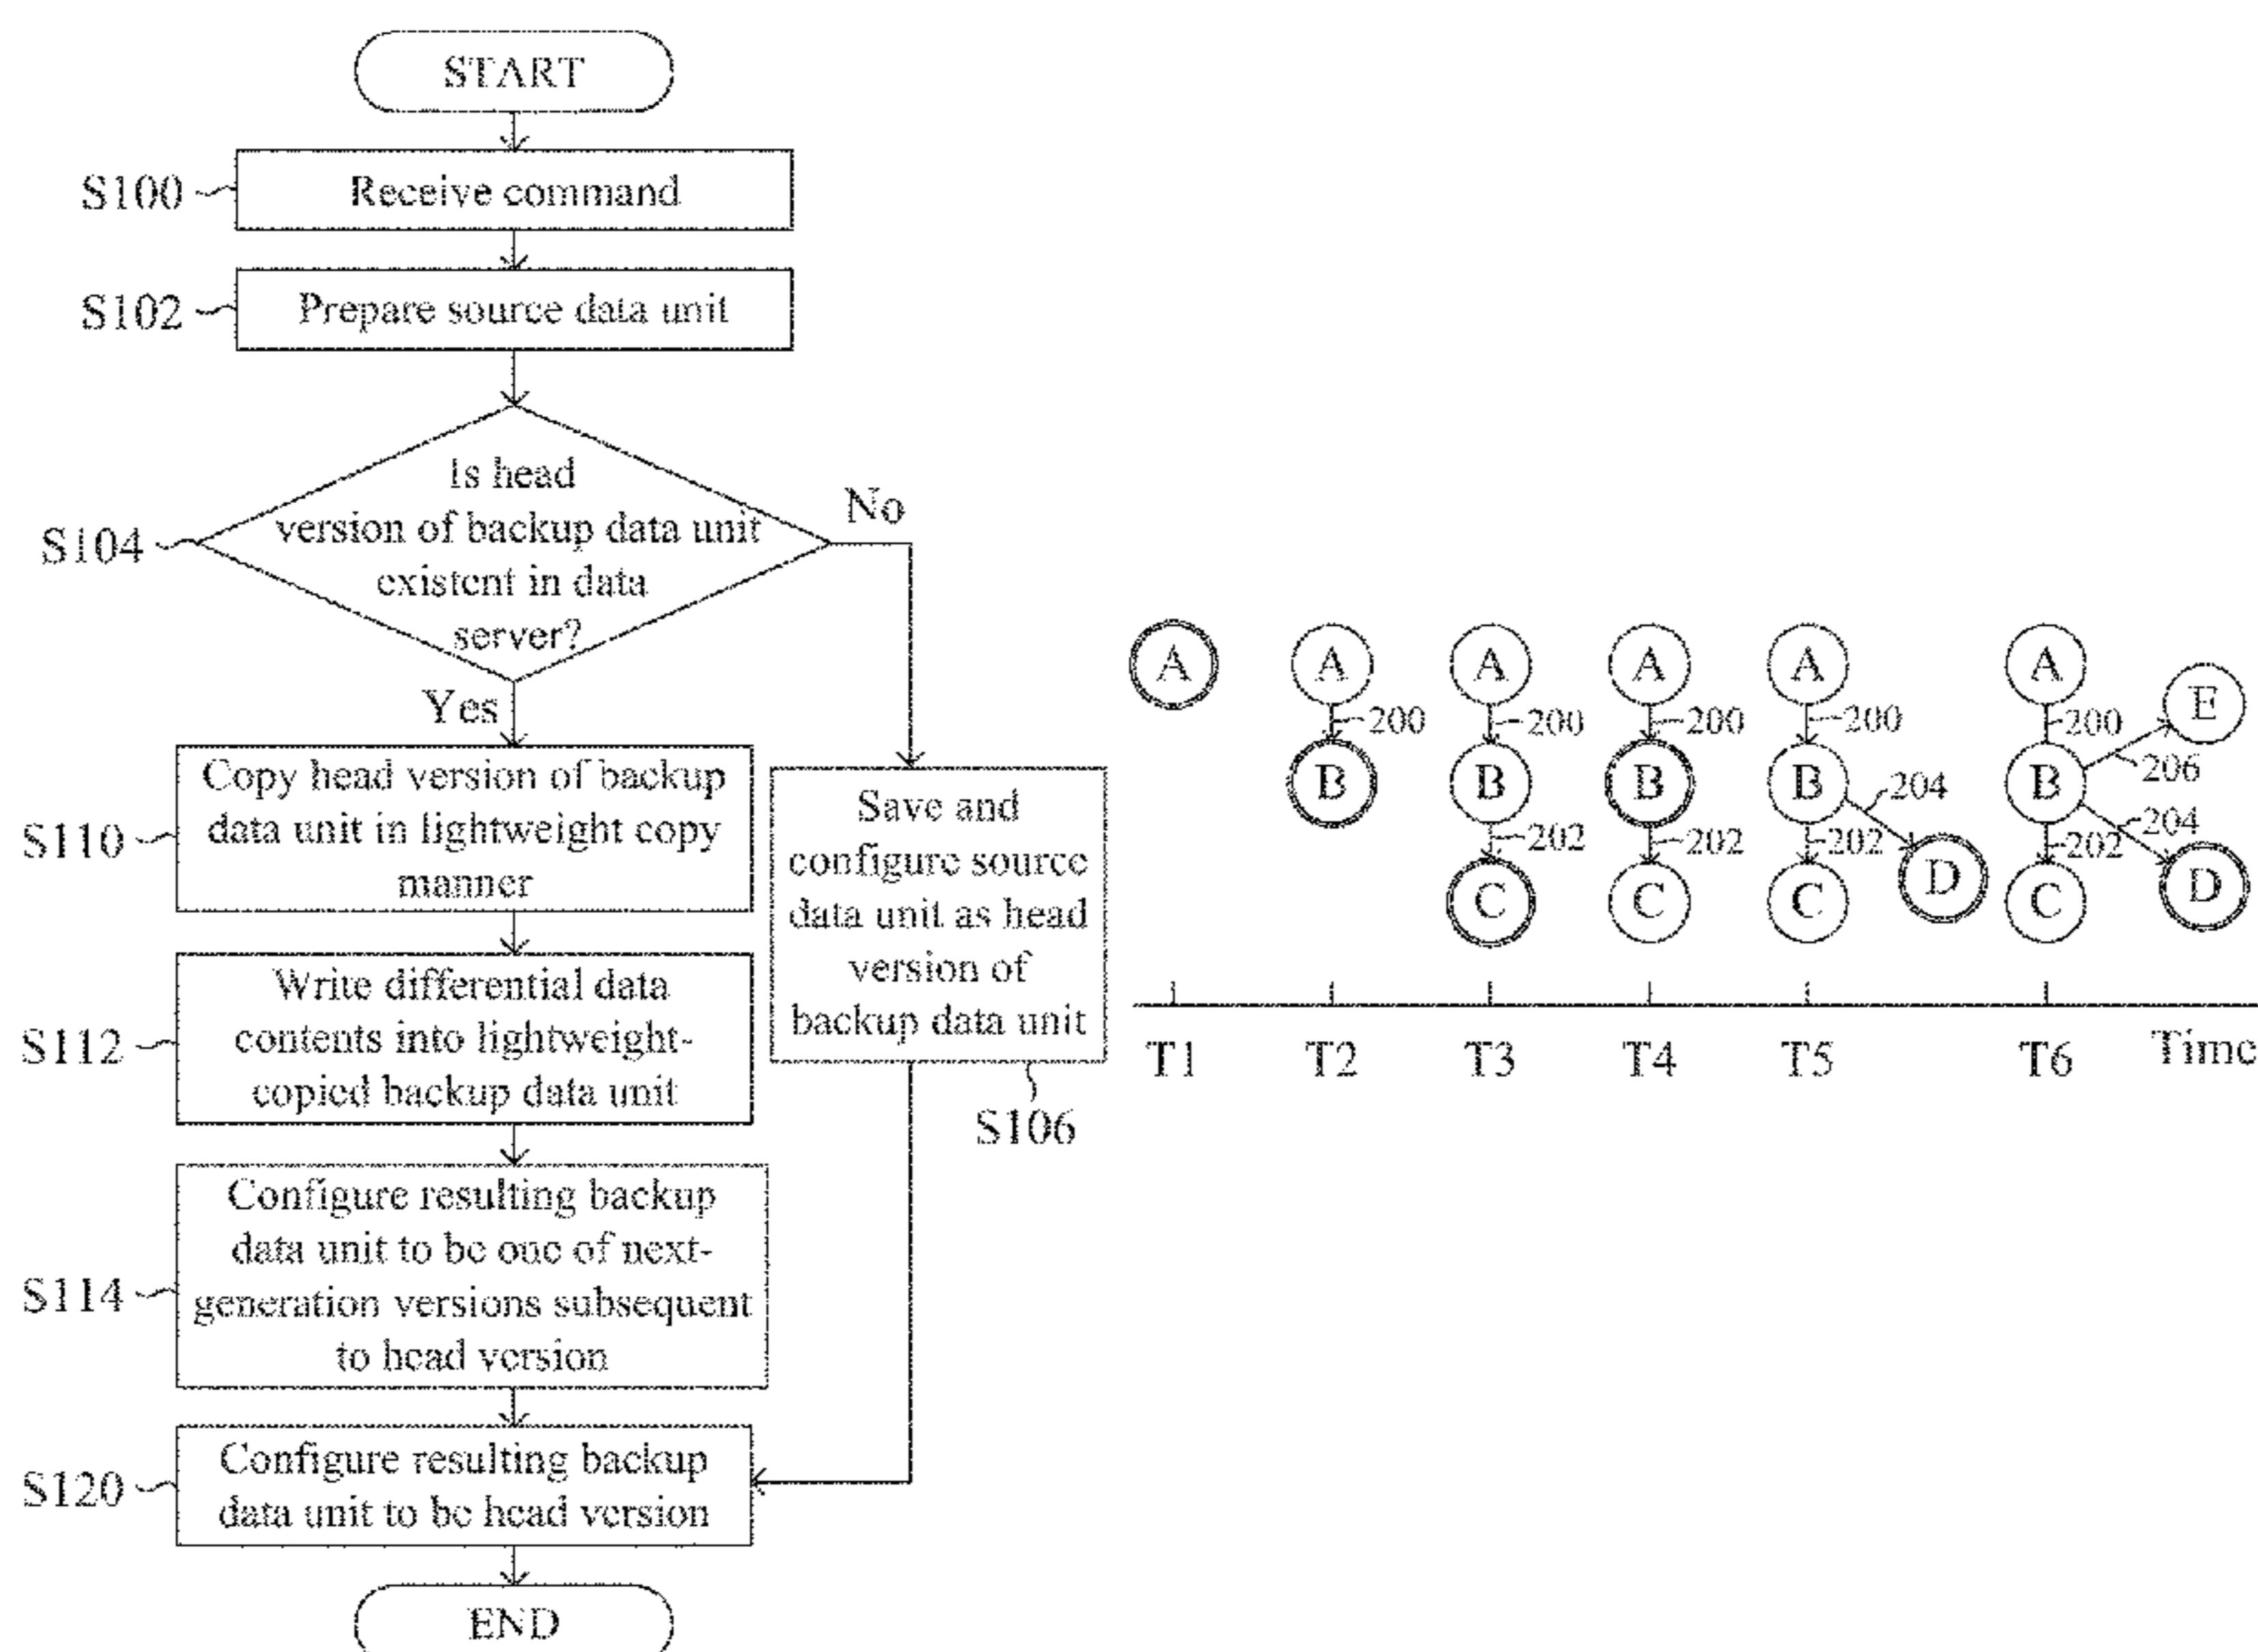 START
S100
Receive command
S102
Prepare source data unit
S104
Is head
version of backup data unit
existent in data
server?
No
Yes
S110
Copy head version of backup
data unit in lightweight copy
manner
Save and
configure source
data unit as head
version of
backup data unit
S106
S112
Write differential data
contents into lightweight-
copied backup data unit
S114
Configure resulting backup
data unit to be one of next-
generation versions subsequent
to head version
S120
Configure resulting backup
data unit to be head version
END
A
A
200
B
A
200
B
202
C
A
200
B
202
C
A
200
B
204
202
C
D
A
200
E
B
206
204
202
C
D
T1
T2
T3
T4
T5
T6
Time